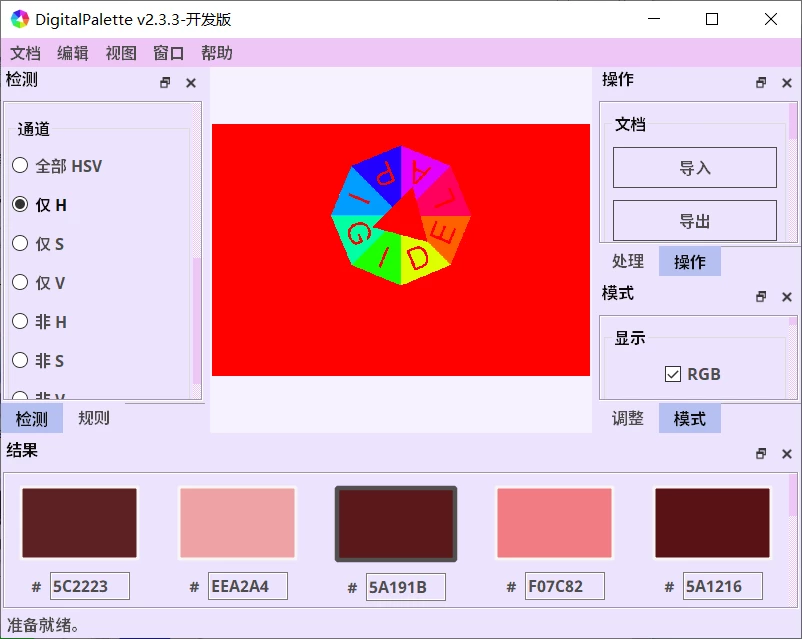 DigitalPalette v2.3.3-开发版
文档 编辑 视图 窗口 帮助
检测
通道
全部 HSV
仅 H
仅 S
仅 V
非 H
非 S
非 V
检测 规则
D I G I P A L E
操作
文档
导入
导出
处理 操作
模式
显示
RGB
调整 模式
结果
# 5C2223
# EEA2A4
# 5A191B
# F07C82
# 5A1216
准备就绪。